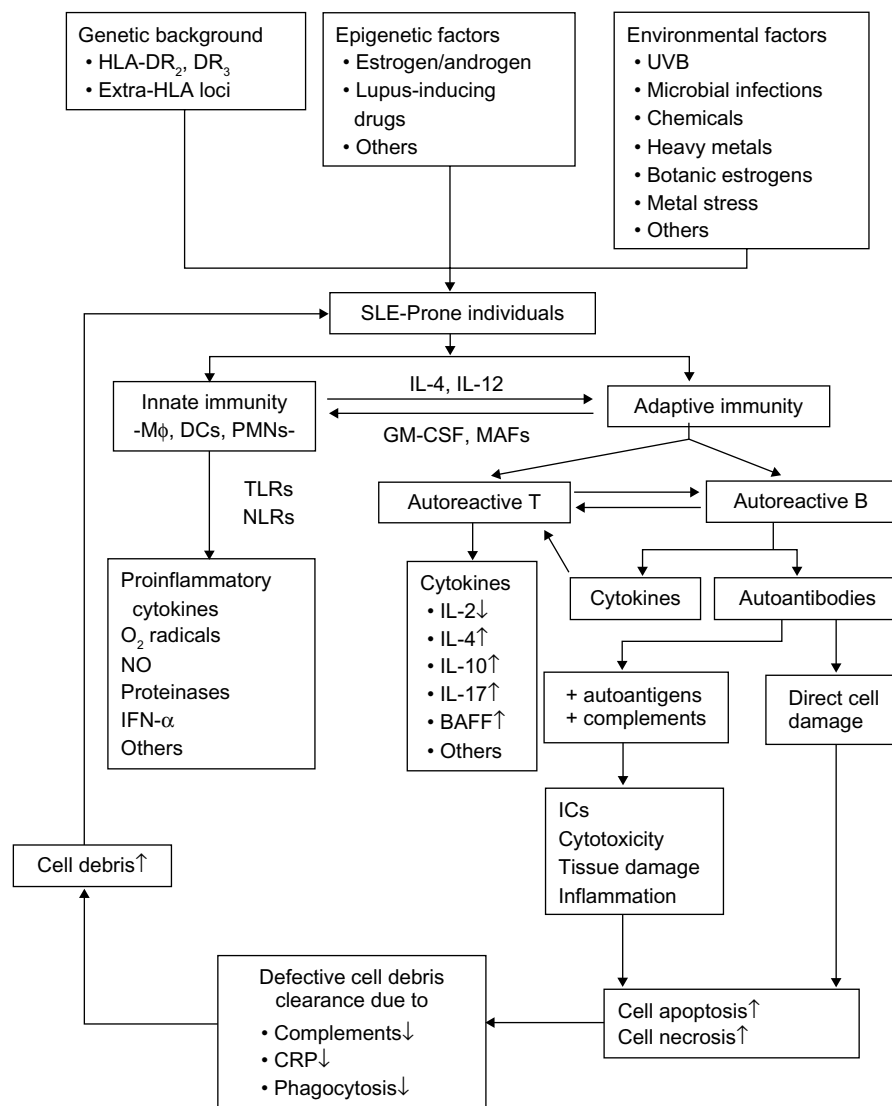 Genetic background
• HLA-DR2, DR3
• Extra-HLA loci
Epigenetic factors
• Estrogen/androgen
• Lupus-inducing
drugs
• Others
Environmental factors
• UVB
• Microbial infections
• Chemicals
• Heavy metals
• Botanic estrogens
• Metal stress
• Others
SLE-Prone individuals
Innate immunity
-Mϕ, DCs, PMNs-
IL-4, IL-12
GM-CSF, MAFs
Adaptive immunity
TLRs
NLRs
Autoreactive T
Autoreactive B
Proinflammatory
cytokines
O2 radicals
NO
Proteinases
IFN-α
Others
Cytokines
• IL-2↓
• IL-4↑
• IL-10↑
• IL-17↑
• BAFF↑
• Others
Cytokines
Autoantibodies
+ autoantigens
+ complements
Direct cell
damage
ICs
Cytotoxicity
Tissue damage
Inflammation
Cell debris↑
Defective cell debris
clearance due to
• Complements↓
• CRP↓
• Phagocytosis↓
Cell apoptosis↑
Cell necrosis↑